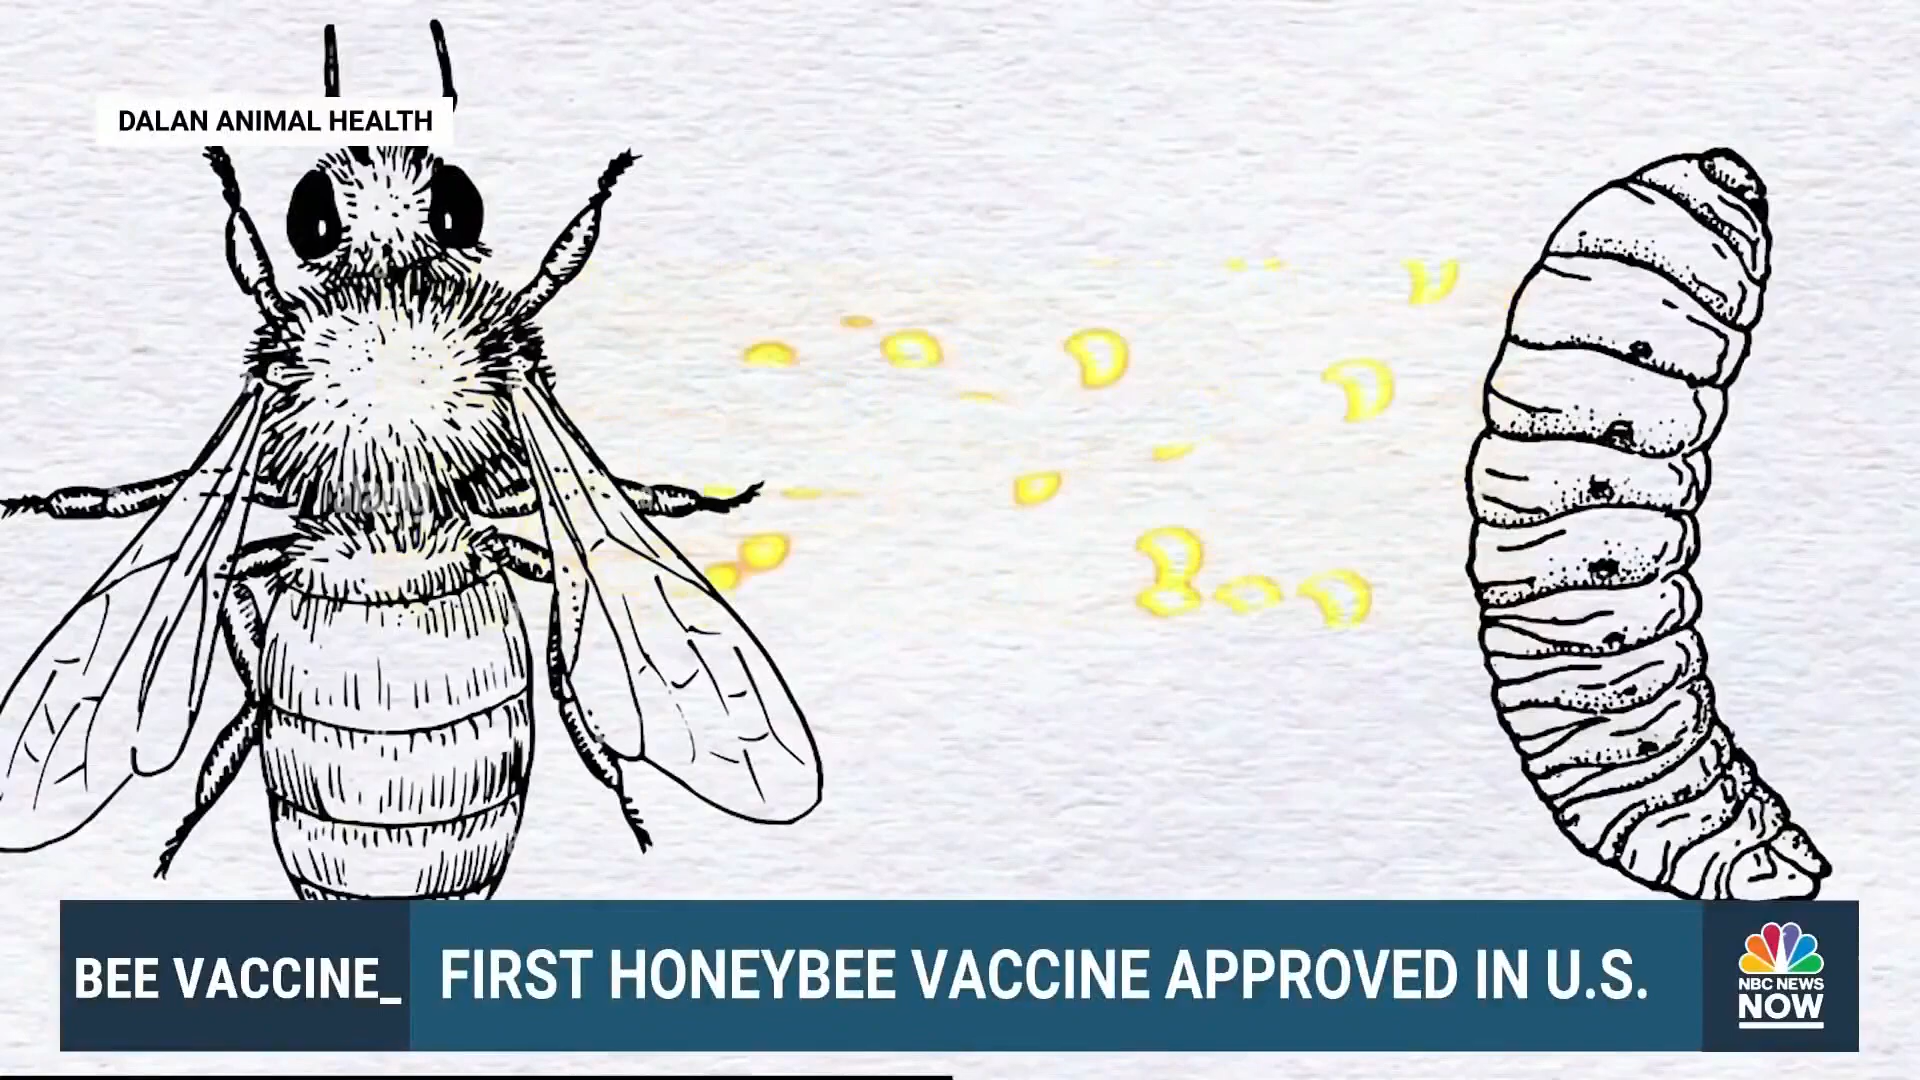 DALAN ANIMAL HEALTH
BEE VACCINE_
FIRST HONEYBEE VACCINE APPROVED IN U.S.
NBC NEWS
NOW